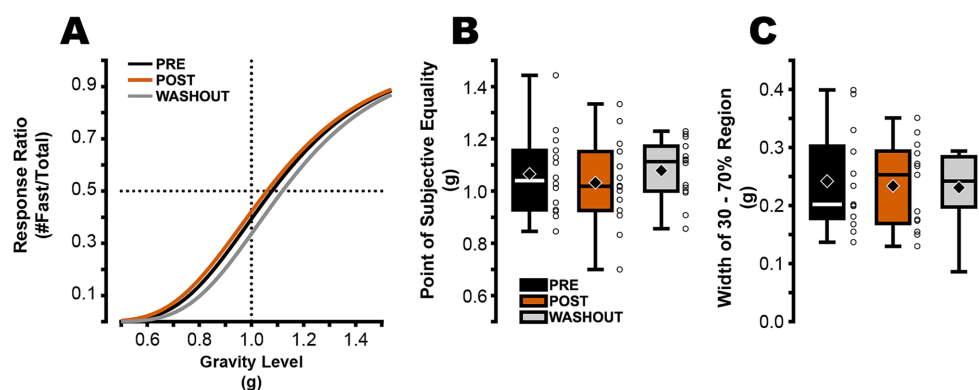 A
PRE
POST
WASHOUT
Response Ratio
(#Fast/Total)
0.9
0.7
0.5
0.3
0.1
0.6
0.8
1.0
1.2
1.4
Gravity Level
(g)
B
Point of Subjective Equality
(g)
1.4
1.2
1.0
0.8
0.6
PRE
POST
WASHOUT
C
Width of 30 - 70% Region
(g)
0.4
0.3
0.2
0.1
0.0